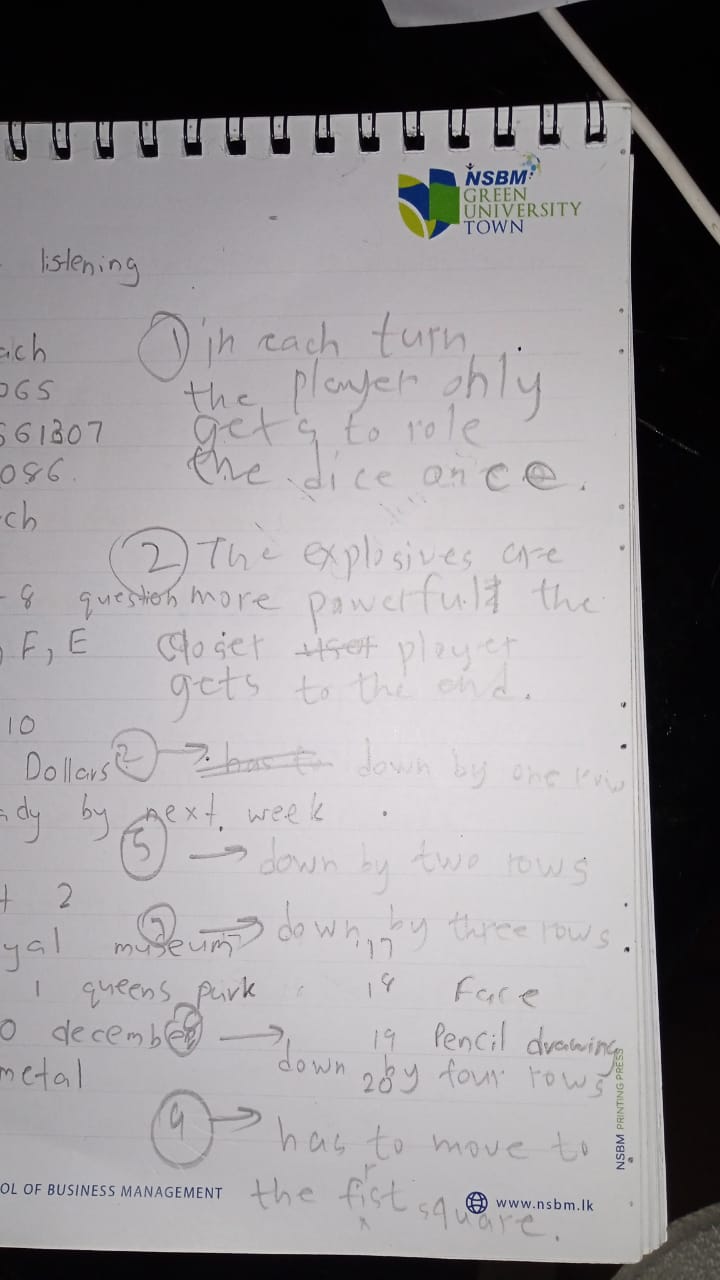 NSBM
GREEN
UNIVERSITY
TOWN
listening
ach
① in each turn
065
the player only
561307
gets to role
086.
the dice once.
ch
② The explosives are
- 8 question more powerful the
, F, E
closer player
gets to the end.
10
Dollars
② → down by one row
dy by next week
⑤ → down by two rows
+ 2
yal museum
⑦ → down by three rows
17
1 queens park
18 Face
0 december
⑧ → down by four rows
19 Pencil drawing
metal
20
⑨ → has to move to
the first square.
OL OF BUSINESS MANAGEMENT
www.nsbm.lk
NSBM PRINTING PRESS